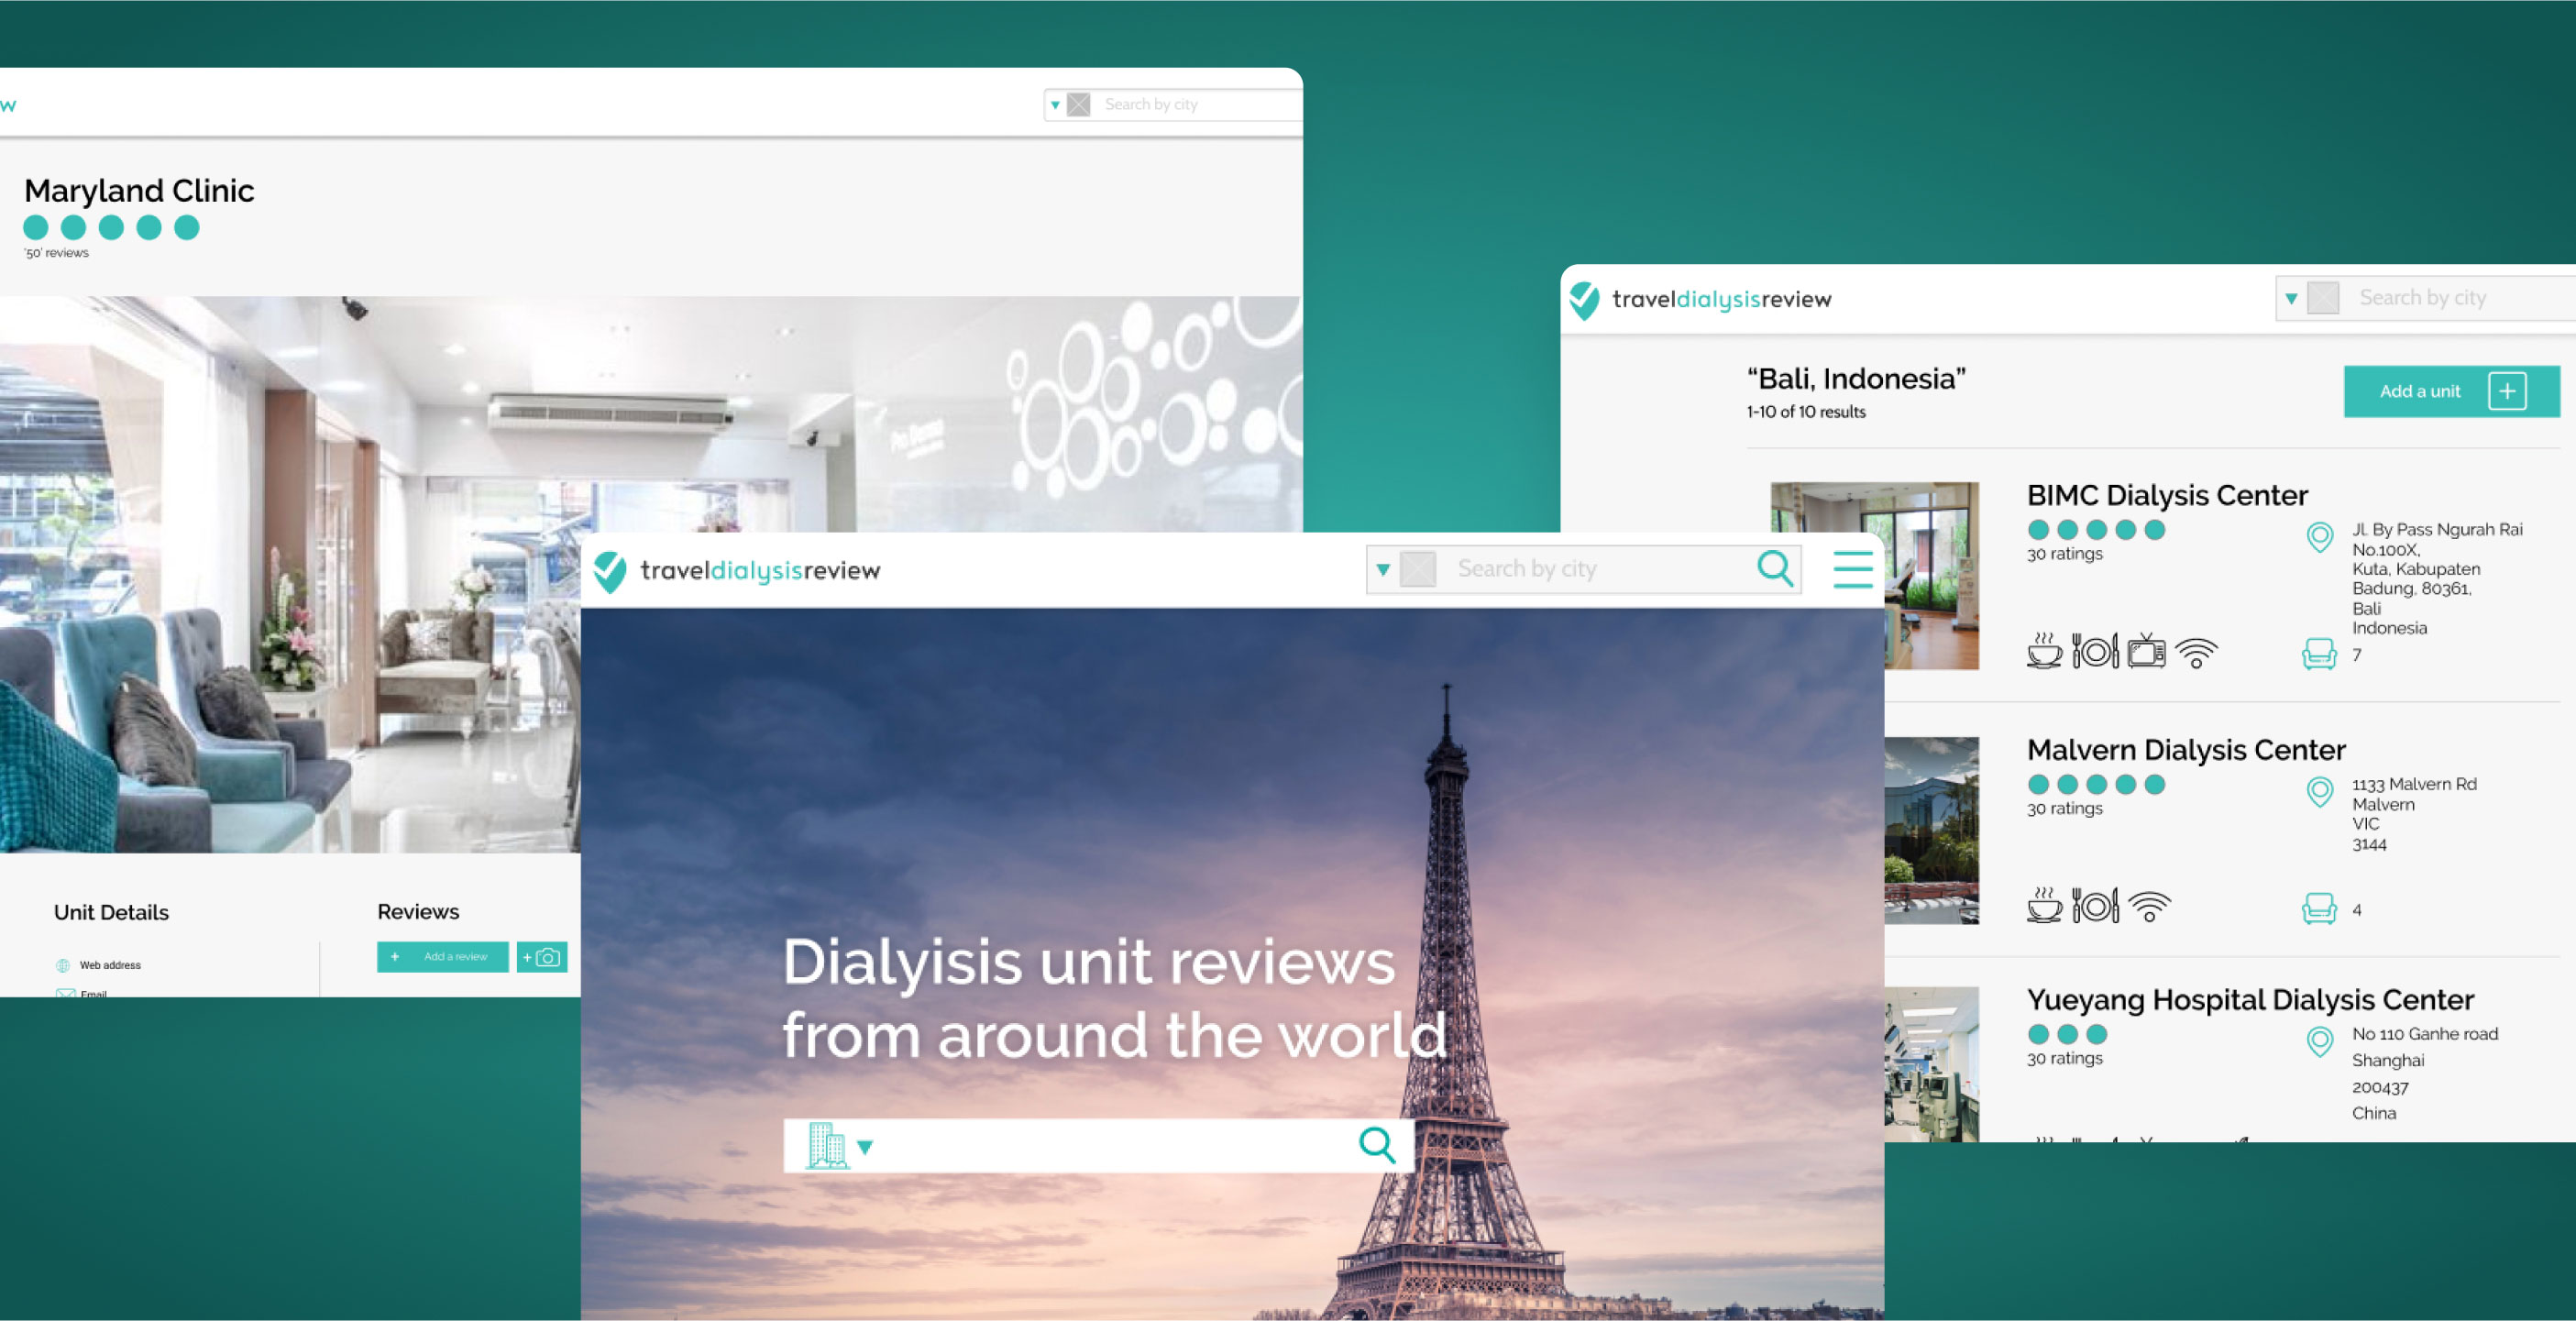 w
Search by city
Maryland Clinic
'50' reviews
Unit Details
Web address
Email
Reviews
+ Add a review
+
traveldialysisreview
Search by city
Dialyisis unit reviews
from around the world
traveldialysisreview
Search by city
“Bali, Indonesia”
1-10 of 10 results
Add a unit +
BIMC Dialysis Center
30 ratings
Jl. By Pass Ngurah Rai
No.100X,
Kuta, Kabupaten
Badung, 80361,
Bali
Indonesia
7
Malvern Dialysis Center
30 ratings
1133 Malvern Rd
Malvern
VIC
3144
4
Yueyang Hospital Dialysis Center
30 ratings
No 110 Ganhe road
Shanghai
200437
China